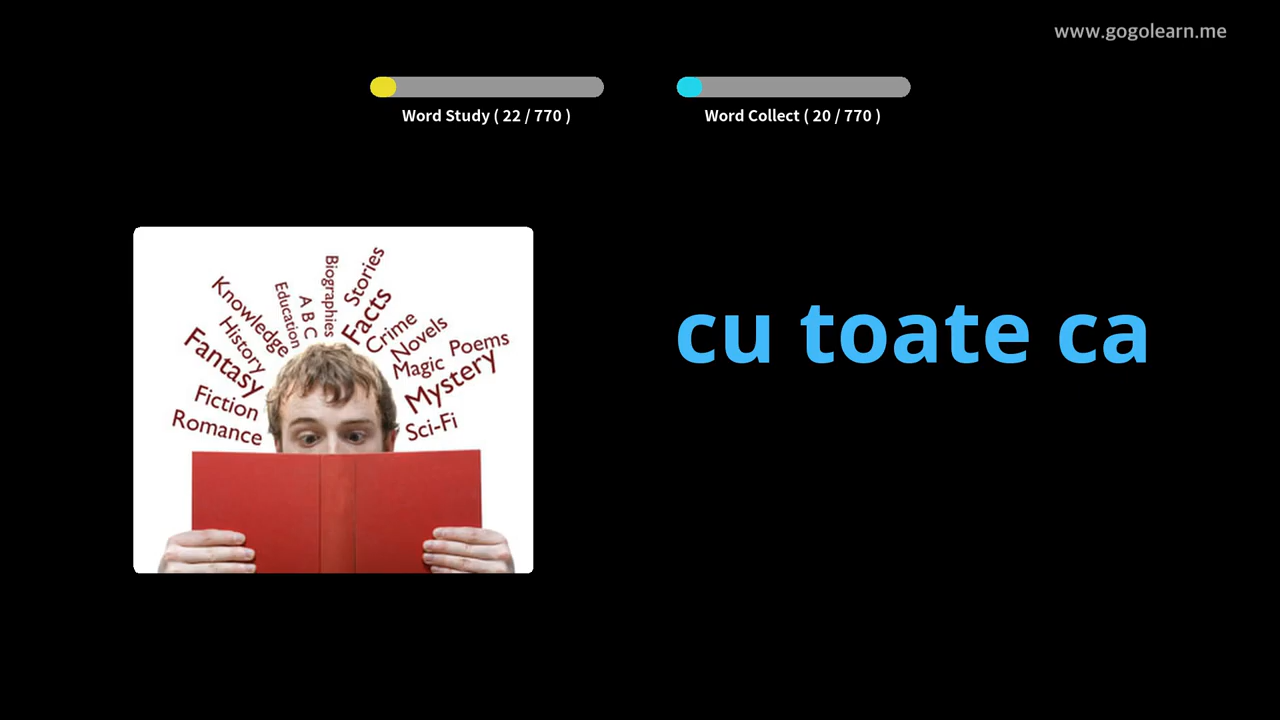 www.gogolearn.me
Word Study ( 22 / 770 )
Word Collect ( 20 / 770 )
Knowledge
History
Fantasy
Fiction
Romance
Education
A B C
Biographies
Stories
Facts
Crime
Novels
Magic
Poems
Mystery
Sci-Fi
cu toate ca